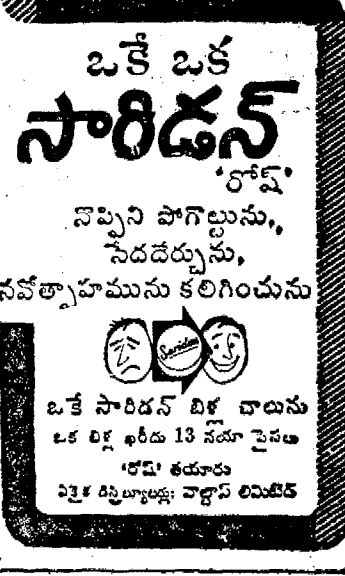 ఒకే ఒక
సారిడన్
'రోష్'
నొప్పిని పోగొట్టును,
సేదదేర్చును,
నవోత్సాహమును కలిగించును
Saridon
ఒకే సారిడన్ బిళ్ల చాలును
ఒక బిళ్ల ఖరీదు 13 నయా పైసలు
'రోష్' తయారు
ఏకైక డిస్ట్రిబ్యూటర్లు: వోల్టాస్ లిమిటెడ్